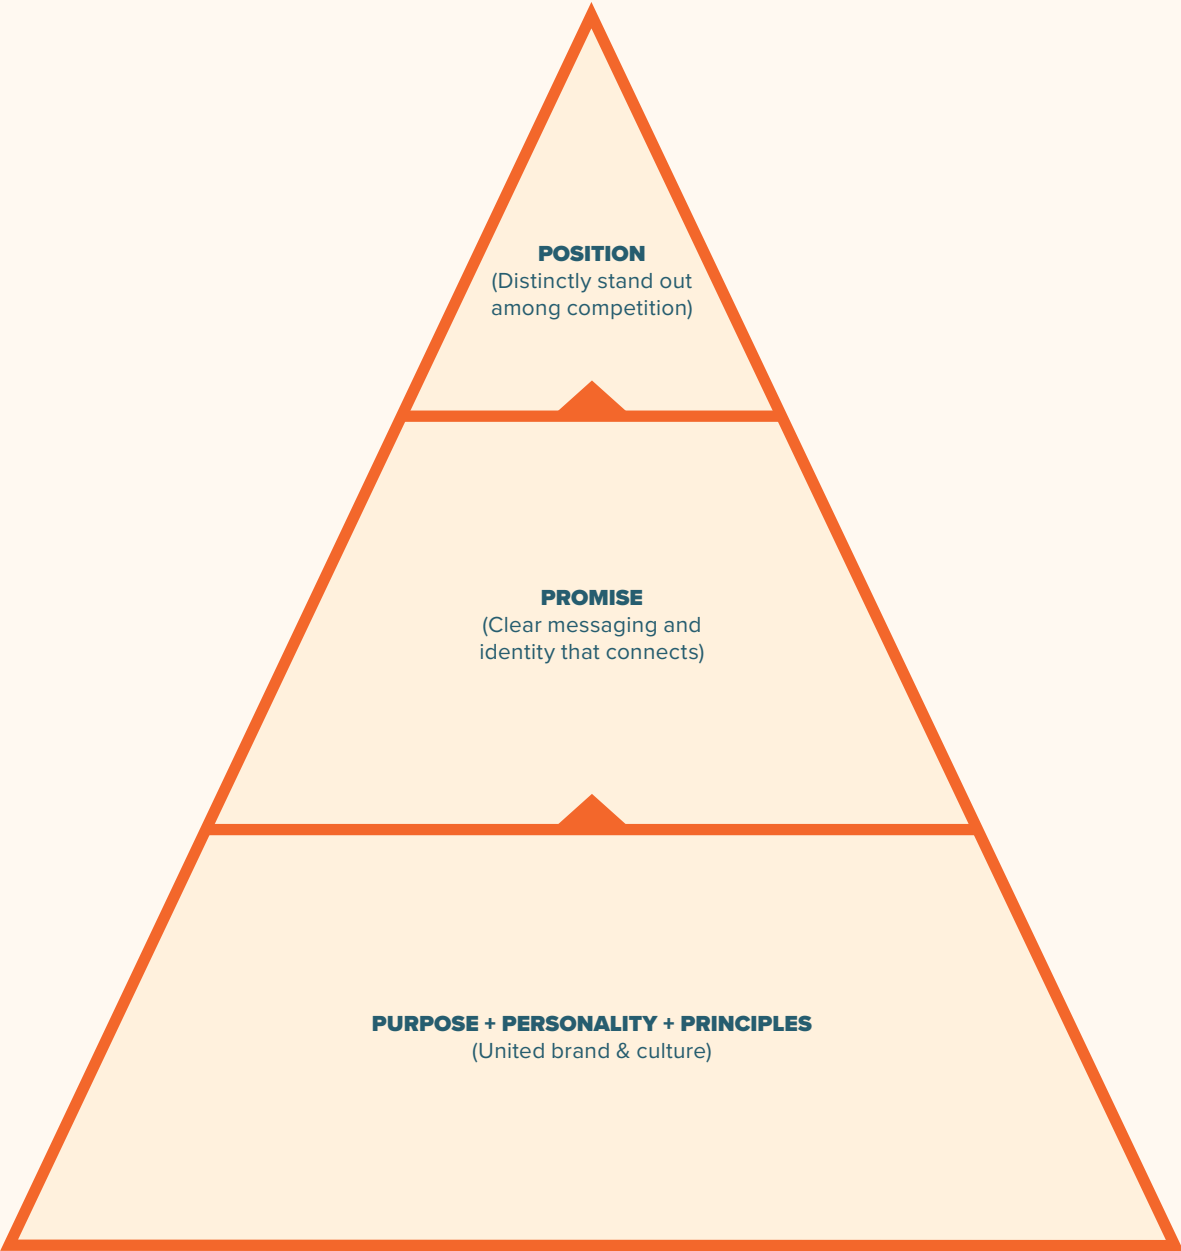 POSITION
(Distinctly stand out
among competition)
PROMISE
(Clear messaging and
identity that connects)
PURPOSE + PERSONALITY + PRINCIPLES
(United brand & culture)